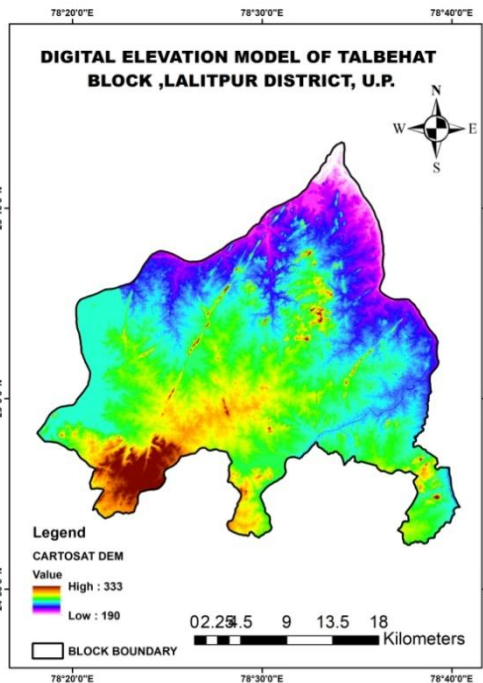 78°20'0"E 78°30'0"E 78°40'0"E
DIGITAL ELEVATION MODEL OF TALBEHAT
BLOCK ,LALITPUR DISTRICT, U.P.
N
W E
S
Legend
CARTOSAT DEM
Value
High : 333
Low : 190
BLOCK BOUNDARY
02.254.5 9 13.5 18
Kilometers
78°20'0"E 78°30'0"E 78°40'0"E